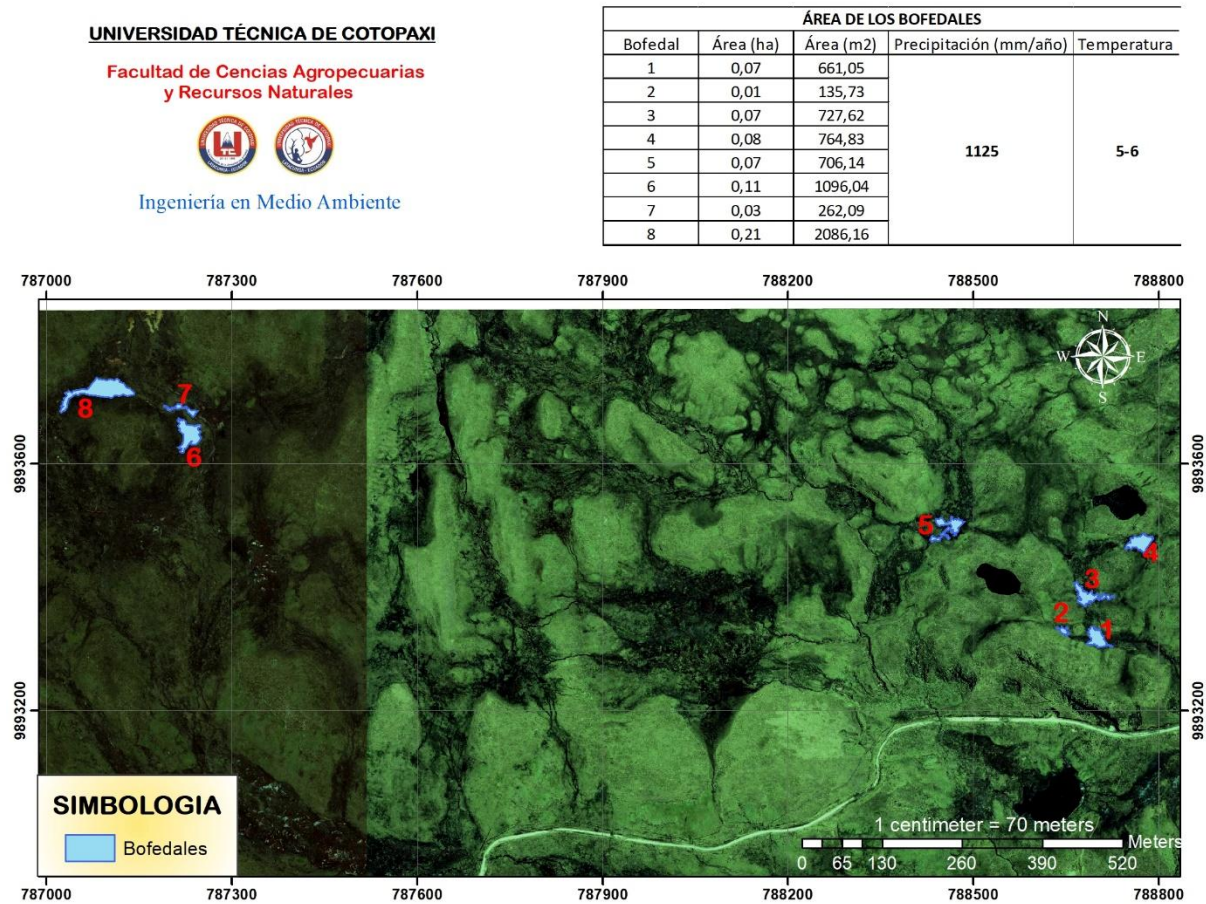 UNIVERSIDAD TÉCNICA DE COTOPAXI
Facultad de Cencias Agropecuarias
y Recursos Naturales
Ingeniería en Medio Ambiente
ÁREA DE LOS BOFEDALES
Bofedal Área (ha) Área (m2) Precipitación (mm/año) Temperatura
1 0,07 661,05
2 0,01 135,73
3 0,07 727,62
4 0,08 764,83
5 0,07 706,14
1125 5-6
6 0,11 1096,04
7 0,03 262,09
8 0,21 2086,16
787000 787300 787600 787900 788200 788500 788800
N
W E
S
7
8
6
9893600 9893600
5
4
3
2
1
9893200 9893200
SIMBOLOGIA
Bofedales
1 centimeter = 70 meters
Meters
0 65 130 260 390 520
787000 787300 787600 787900 788200 788500 788800